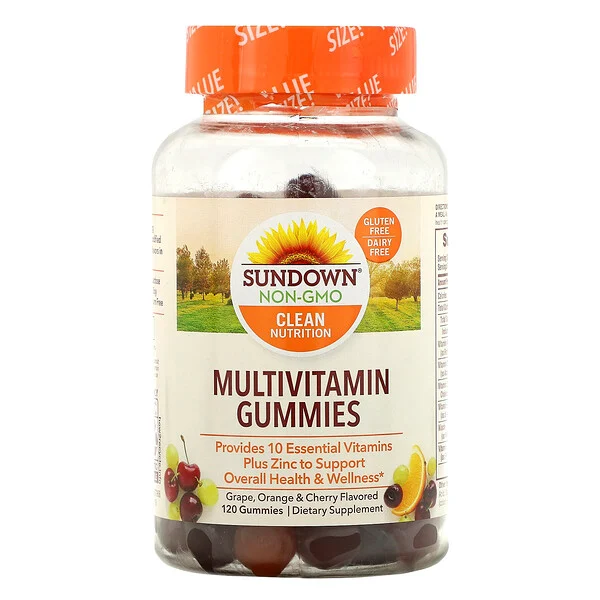 VALUE
SIZE!
GLUTEN
FREE
DAIRY
FREE
SUNDOWN®
NON-GMO
CLEAN
NUTRITION
MULTIVITAMIN
GUMMIES
Provides 10 Essential Vitamins
Plus Zinc to Support
Overall Health & Wellness*
Grape, Orange & Cherry Flavored
120 Gummies | Dietary Supplement